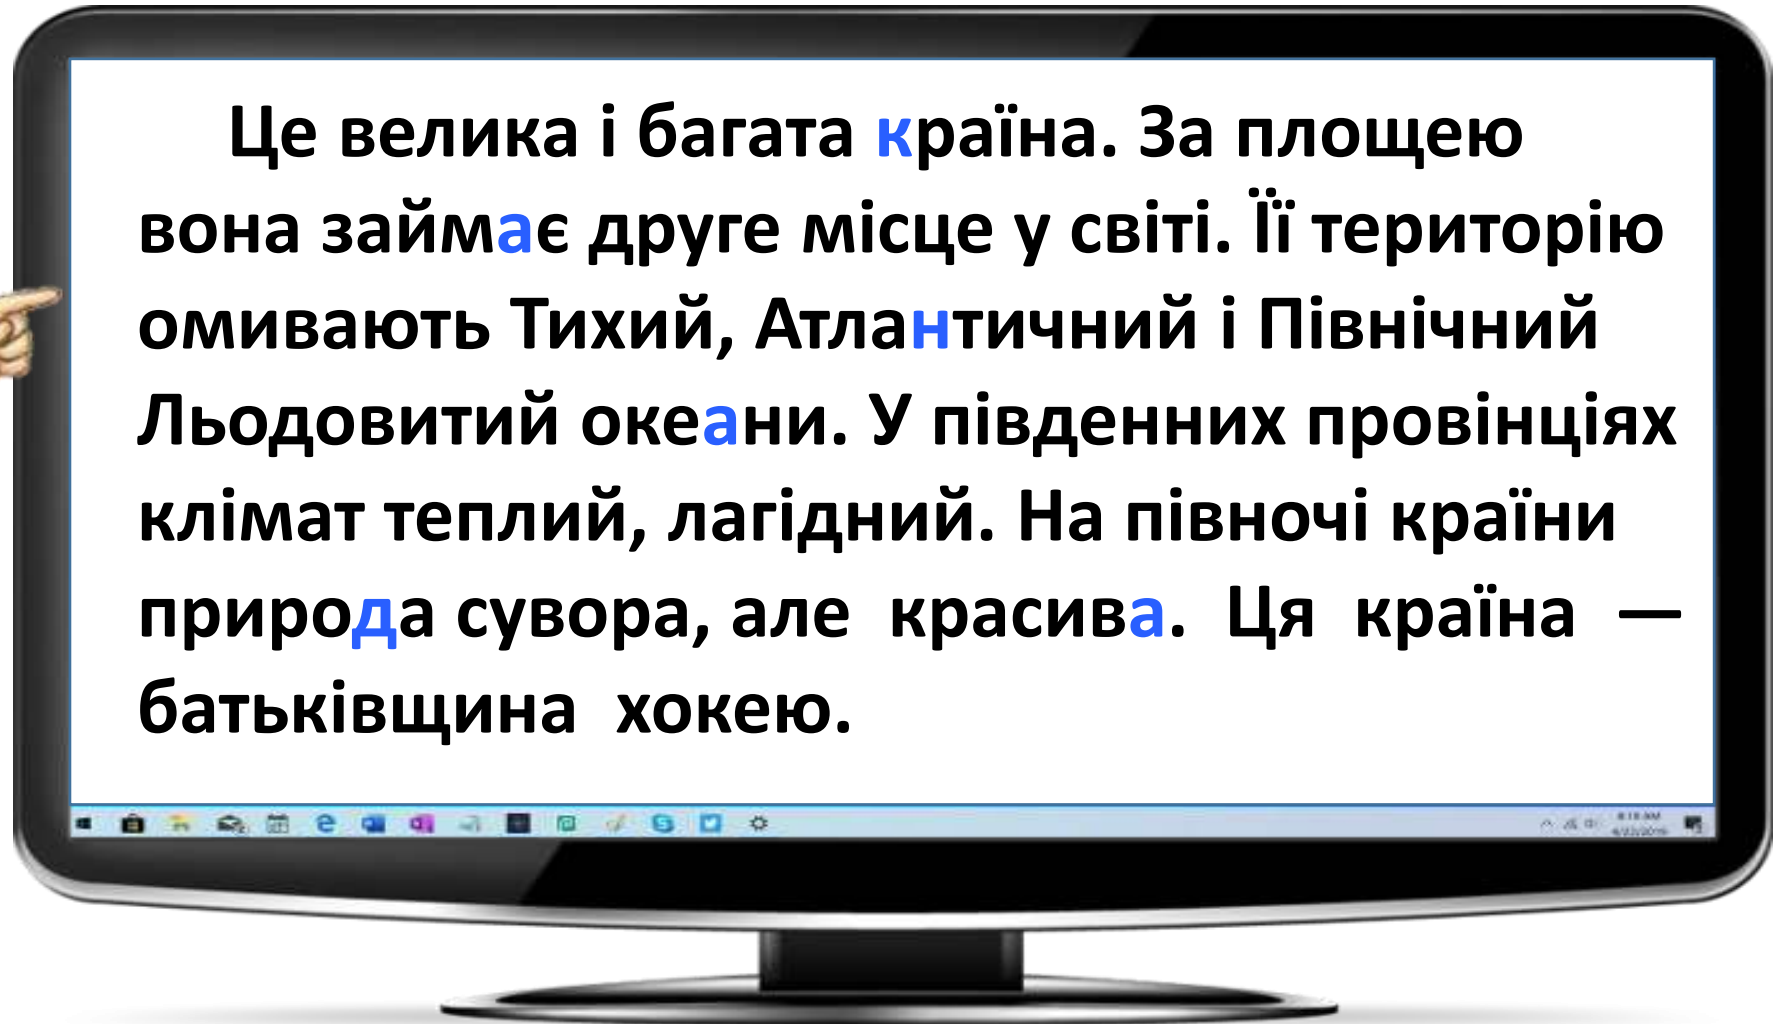 Це велика і багата країна. За площею
вона займає друге місце у світі. Її територію
омивають Тихий, Атлантичний і Північний
Льодовитий океани. У південних провінціях
клімат теплий, лагідний. На півночі країни
природа сувора, але красива. Ця країна —
батьківщина хокею.